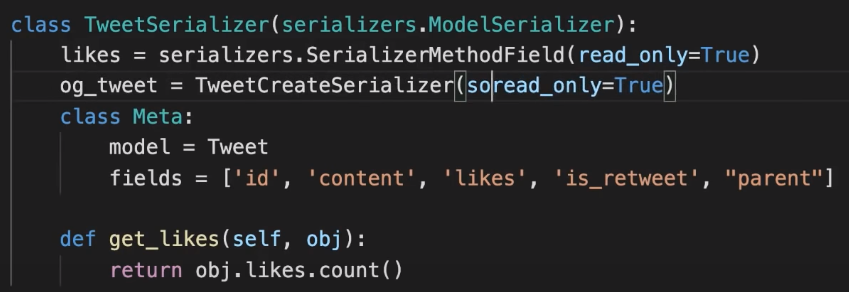 class TweetSerializer(serializers.ModelSerializer):
    likes = serializers.SerializerMethodField(read_only=True)
    og_tweet = TweetCreateSerializer(soread_only=True)
    class Meta:
        model = Tweet
        fields = ['id', 'content', 'likes', 'is_retweet', "parent"]

    def get_likes(self, obj):
        return obj.likes.count()